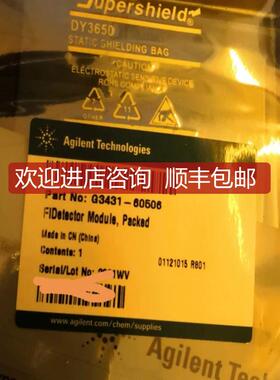 Supershield
DY3650
STATIC SHIELDING BAG
CAUTION
ELECTROSTATIC SENSITIVE DEVICE
Agilent Technologies
欢迎进店咨询 顺丰包邮
Part No: G3431-60506
FIDetector Module, Packed
Made in CN (China)
Contents: 1
01121015 R801
Serial/Lot No:
www.agilent.com/chem/supplies
Agilent Techno